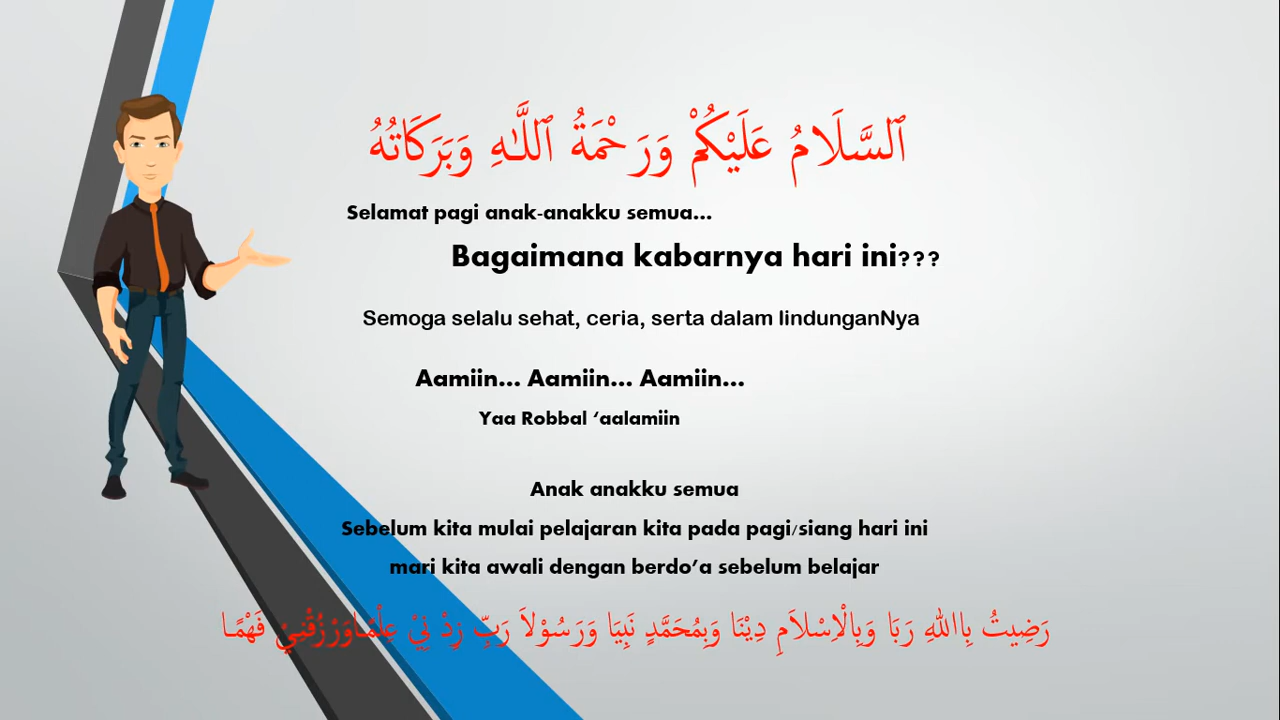 ٱلسَّلَامُ عَلَيْكُمْ وَرَحْمَةُ ٱللَّٰهِ وَبَرَكَاتُهُ
Selamat pagi anak-anakku semua...
Bagaimana kabarnya hari ini???
Semoga selalu sehat, ceria, serta dalam lindunganNya
Aamiin... Aamiin... Aamiin...
Yaa Robbal ‘aalamiin
Anak anakku semua
Sebelum kita mulai pelajaran kita pada pagi/siang hari ini
mari kita awali dengan berdo’a sebelum belajar
رَضِيتُ بِاللهِ رَبَا وَبِالْاِسْلاَمِ دِيْنَا وَبِمُحَمَّدٍ نَبِيَا وَرَسُوْلاَ رَبِّ زِدْ نِيْ عِلْمًاوَرْزُقْنِيْ فَهْمًا